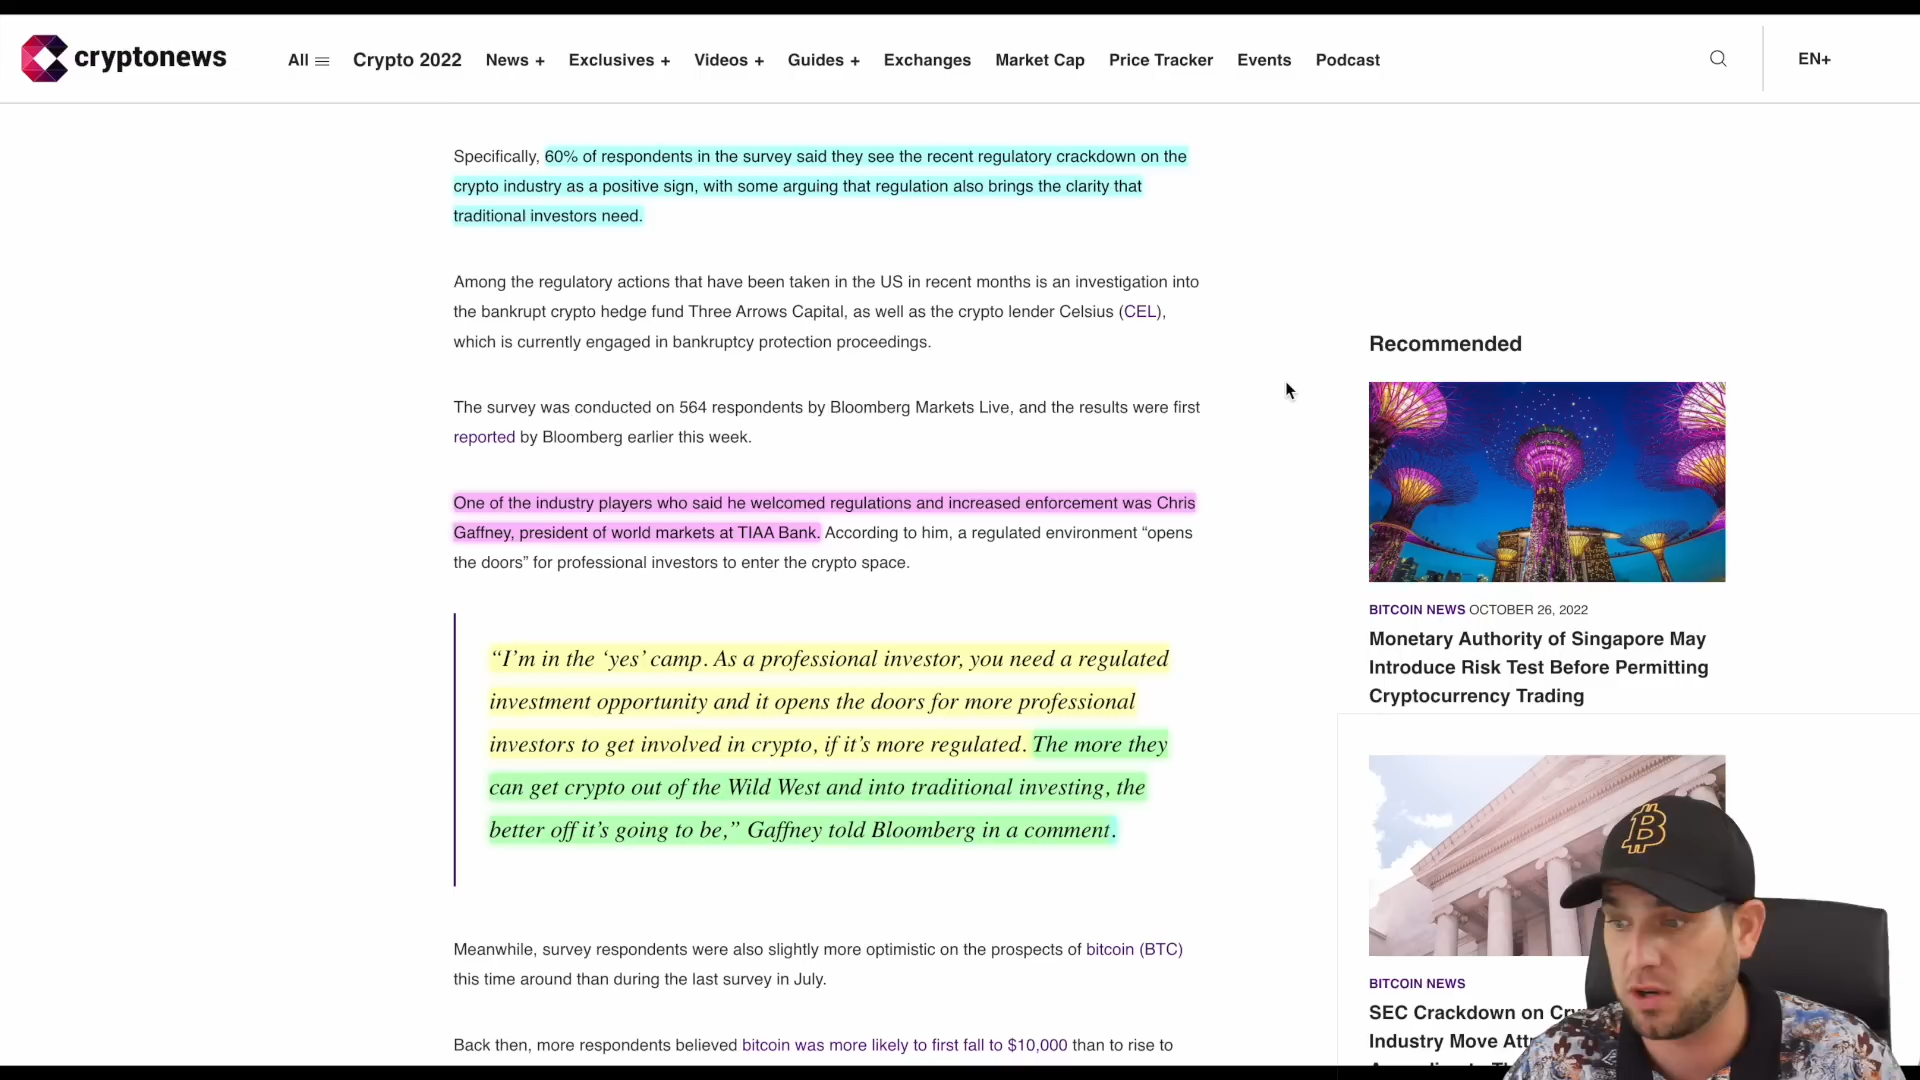 cryptonews
All
Crypto 2022
News +
Exclusives +
Videos +
Guides +
Exchanges
Market Cap
Price Tracker
Events
Podcast
EN+
Specifically, 60% of respondents in the survey said they see the recent regulatory crackdown on the
crypto industry as a positive sign, with some arguing that regulation also brings the clarity that
traditional investors need.
Among the regulatory actions that have been taken in the US in recent months is an investigation into
the bankrupt crypto hedge fund Three Arrows Capital, as well as the crypto lender Celsius (CEL),
which is currently engaged in bankruptcy protection proceedings.
The survey was conducted on 564 respondents by Bloomberg Markets Live, and the results were first
reported by Bloomberg earlier this week.
One of the industry players who said he welcomed regulations and increased enforcement was Chris
Gaffney, president of world markets at TIAA Bank. According to him, a regulated environment “opens
the doors” for professional investors to enter the crypto space.
“I’m in the ‘yes’ camp. As a professional investor, you need a regulated
investment opportunity and it opens the doors for more professional
investors to get involved in crypto, if it’s more regulated. The more they
can get crypto out of the Wild West and into traditional investing, the
better off it’s going to be,” Gaffney told Bloomberg in a comment.
Meanwhile, survey respondents were also slightly more optimistic on the prospects of bitcoin (BTC)
this time around than during the last survey in July.
Back then, more respondents believed bitcoin was more likely to first fall to $10,000 than to rise to
Recommended
BITCOIN NEWS OCTOBER 26, 2022
Monetary Authority of Singapore May
Introduce Risk Test Before Permitting
Cryptocurrency Trading
BITCOIN NEWS
SEC Crackdown on
Industry Move